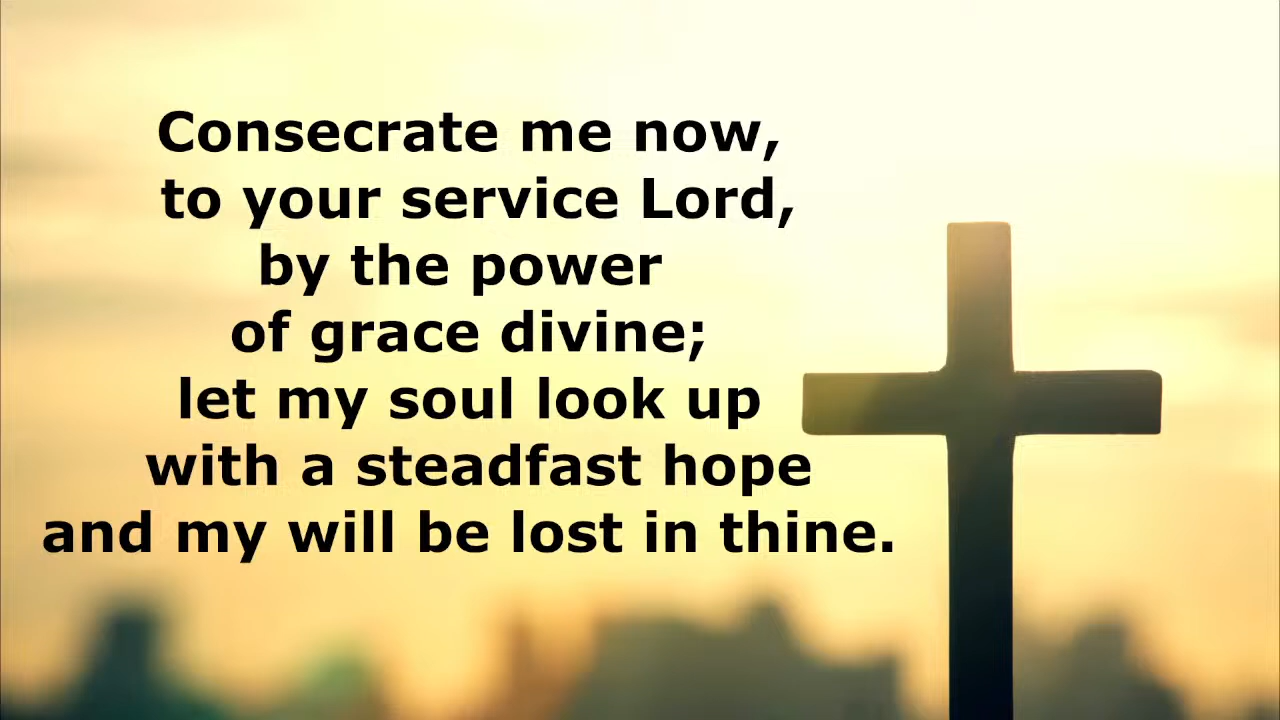 Consecrate me now,
to your service Lord,
by the power
of grace divine;
let my soul look up
with a steadfast hope
and my will be lost in thine.